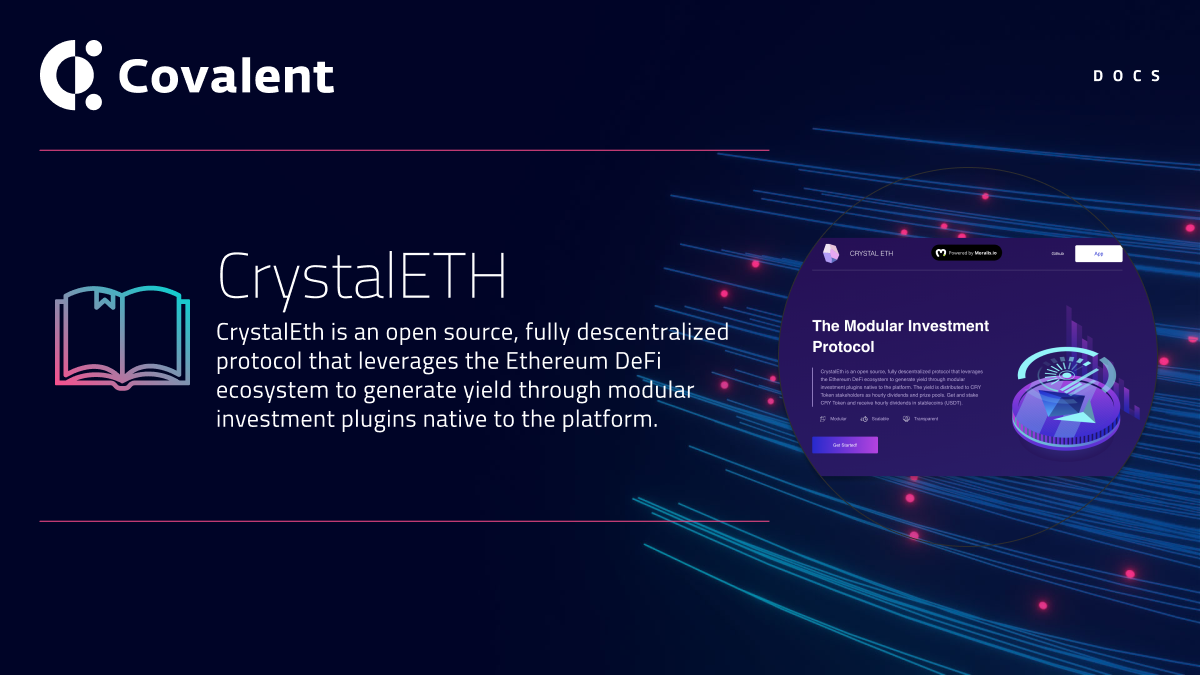 Covalent
DOCS
CrystalETH
CrystalEth is an open source, fully descentralized
protocol that leverages the Ethereum DeFi
ecosystem to generate yield through modular
investment plugins native to the platform.
CRYSTAL ETH
Powered by Moralis.io
GitHub
App
The Modular Investment
Protocol
CrystalEth is an open source, fully descentralized protocol that leverages
the Ethereum DeFi ecosystem to generate yield through modular
investment plugins native to the platform. The yield is distributed to CRY
Token stakeholders as hourly dividends and prize pools. Get and stake
CRY Token and receive hourly dividends in stablecoins (USDT).
Modular
Scalable
Transparent
Get Started!